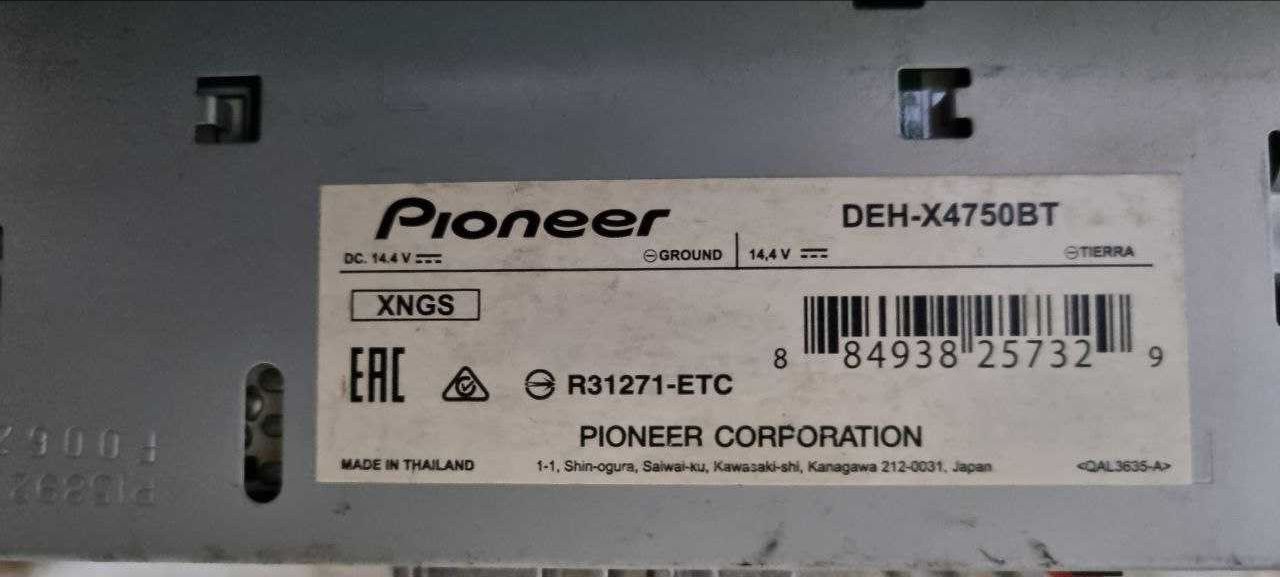 Pioneer DEH-X4750BT
DC. 14.4 V ⎓ ⊖GROUND 14,4 V ⎓ ⊖TIERRA
XNGS
8 84938 25732 9
EAC R31271-ETC
PIONEER CORPORATION
MADE IN THAILAND 1-1, Shin-ogura, Saiwai-ku, Kawasaki-shi, Kanagawa 212-0031, Japan <QAL3635-A>